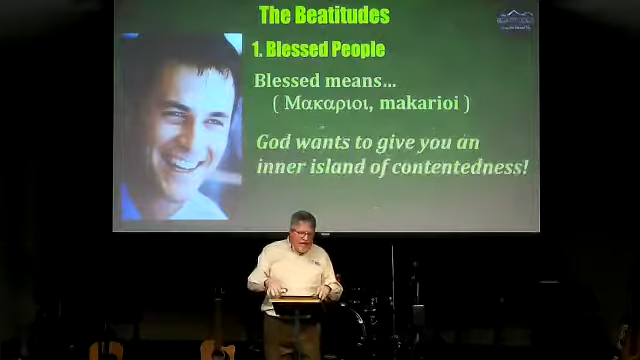 The Beatitudes
1. Blessed People
Blessed means...
( Μακαριοι, makarioi )
God wants to give you an
inner island of contentedness!